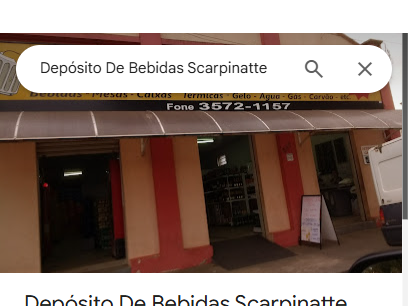 Depósito De Bebidas Scarpinatte
Bebidas - Mesas - Caixas Térmicas - Gelo - Água - Gás - Carvão - etc.
Fone 3572-1157
Depósito De Bebidas Scarpinatte